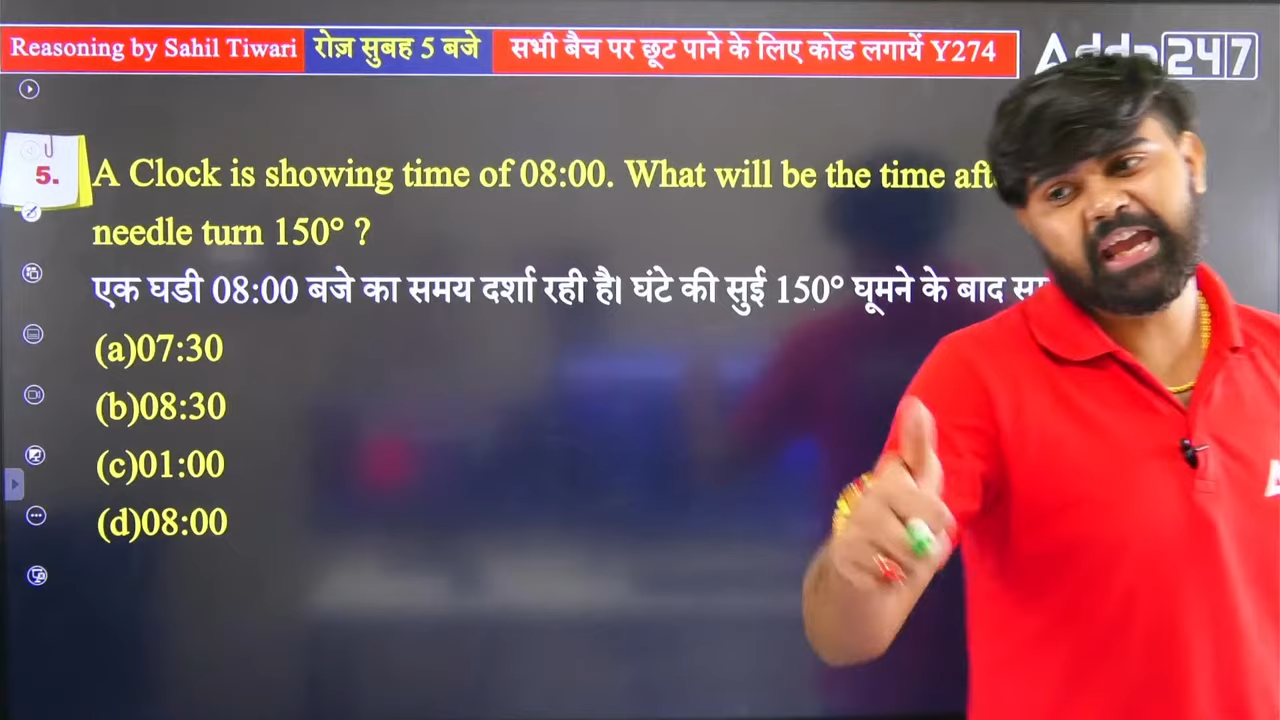 Reasoning by Sahil Tiwari रोज़ सुबह 5 बजे सभी बैच पर छूट पाने के लिए कोड लगायें Y274
Adda247
5.
A Clock is showing time of 08:00. What will be the time
needle turn 150° ?
एक घडी 08:00 बजे का समय दर्शा रही है। घंटे की सुई 150° घूमने के बाद
(a)07:30
(b)08:30
(c)01:00
(d)08:00